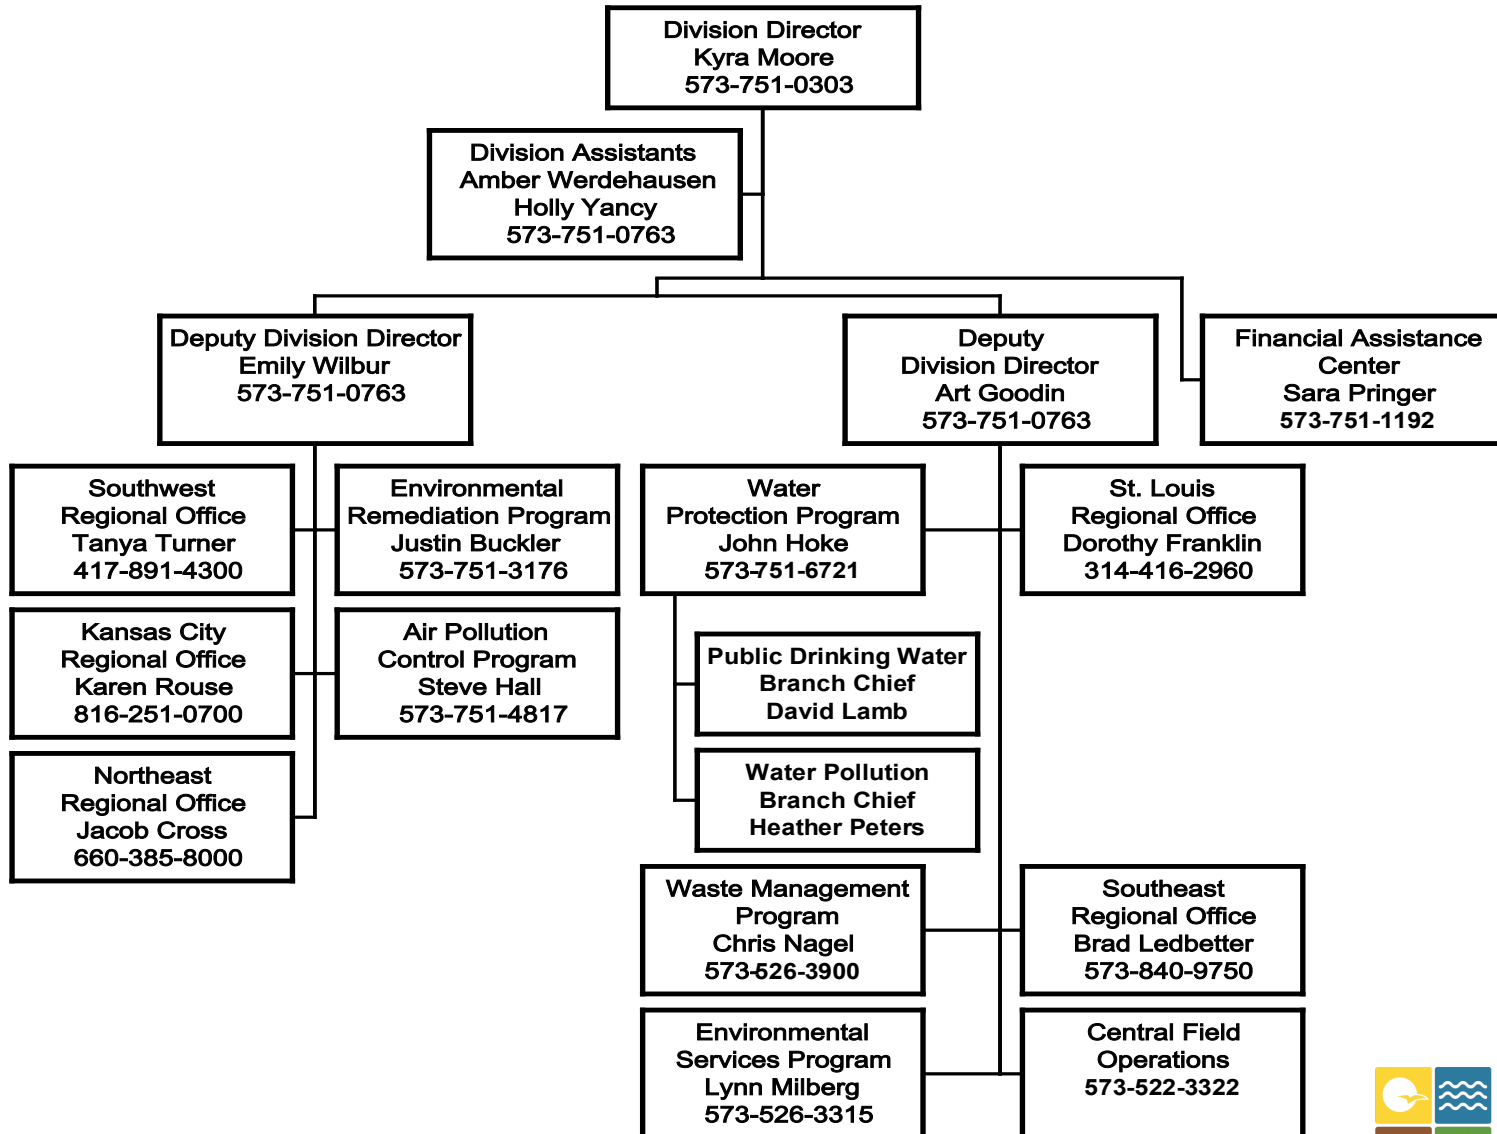 Division Director
Kyra Moore
573-751-0303
Division Assistants
Amber Werdehausen
Holly Yancy
573-751-0763
Deputy Division Director
Emily Wilbur
573-751-0763
Deputy
Division Director
Art Goodin
573-751-0763
Financial Assistance
Center
Sara Pringer
573-751-1192
Southwest
Regional Office
Tanya Turner
417-891-4300
Environmental
Remediation Program
Justin Buckler
573-751-3176
Water
Protection Program
John Hoke
573-751-6721
St. Louis
Regional Office
Dorothy Franklin
314-416-2960
Kansas City
Regional Office
Karen Rouse
816-251-0700
Air Pollution
Control Program
Steve Hall
573-751-4817
Public Drinking Water
Branch Chief
David Lamb
Northeast
Regional Office
Jacob Cross
660-385-8000
Water Pollution
Branch Chief
Heather Peters
Waste Management
Program
Chris Nagel
573-526-3900
Southeast
Regional Office
Brad Ledbetter
573-840-9750
Environmental
Services Program
Lynn Milberg
573-526-3315
Central Field
Operations
573-522-3322